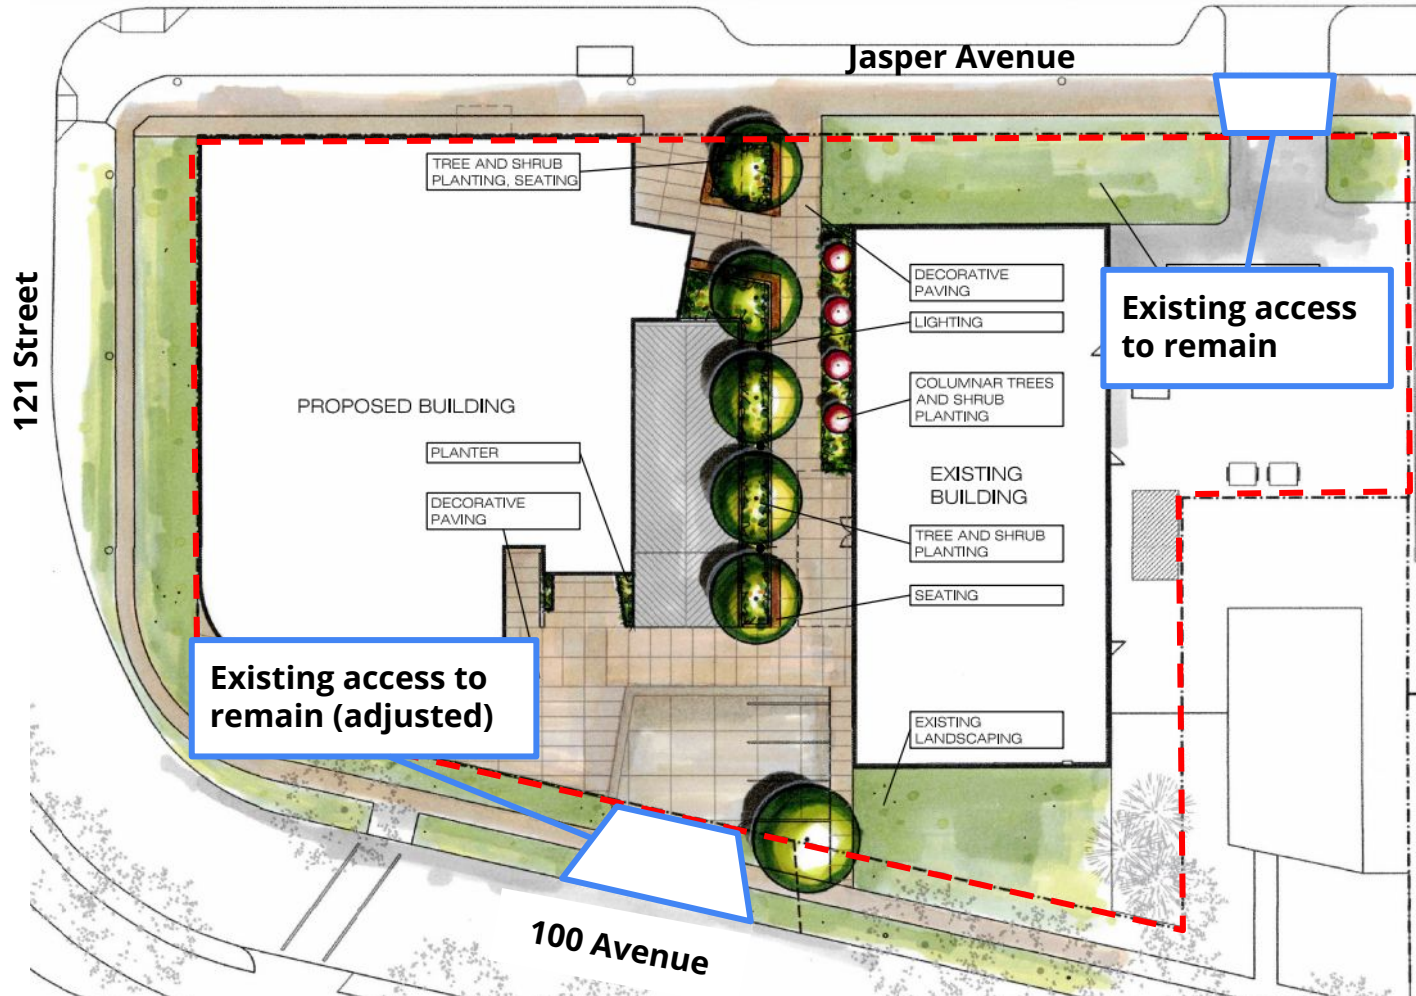 Jasper Avenue
TREE AND SHRUB
PLANTING, SEATING
121 Street
DECORATIVE
PAVING
LIGHTING
Existing access
to remain
COLUMNAR TREES
AND SHRUB
PLANTING
PROPOSED BUILDING
PLANTER
EXISTING
BUILDING
DECORATIVE
PAVING
TREE AND SHRUB
PLANTING
SEATING
Existing access to
remain (adjusted)
EXISTING
LANDSCAPING
100 Avenue